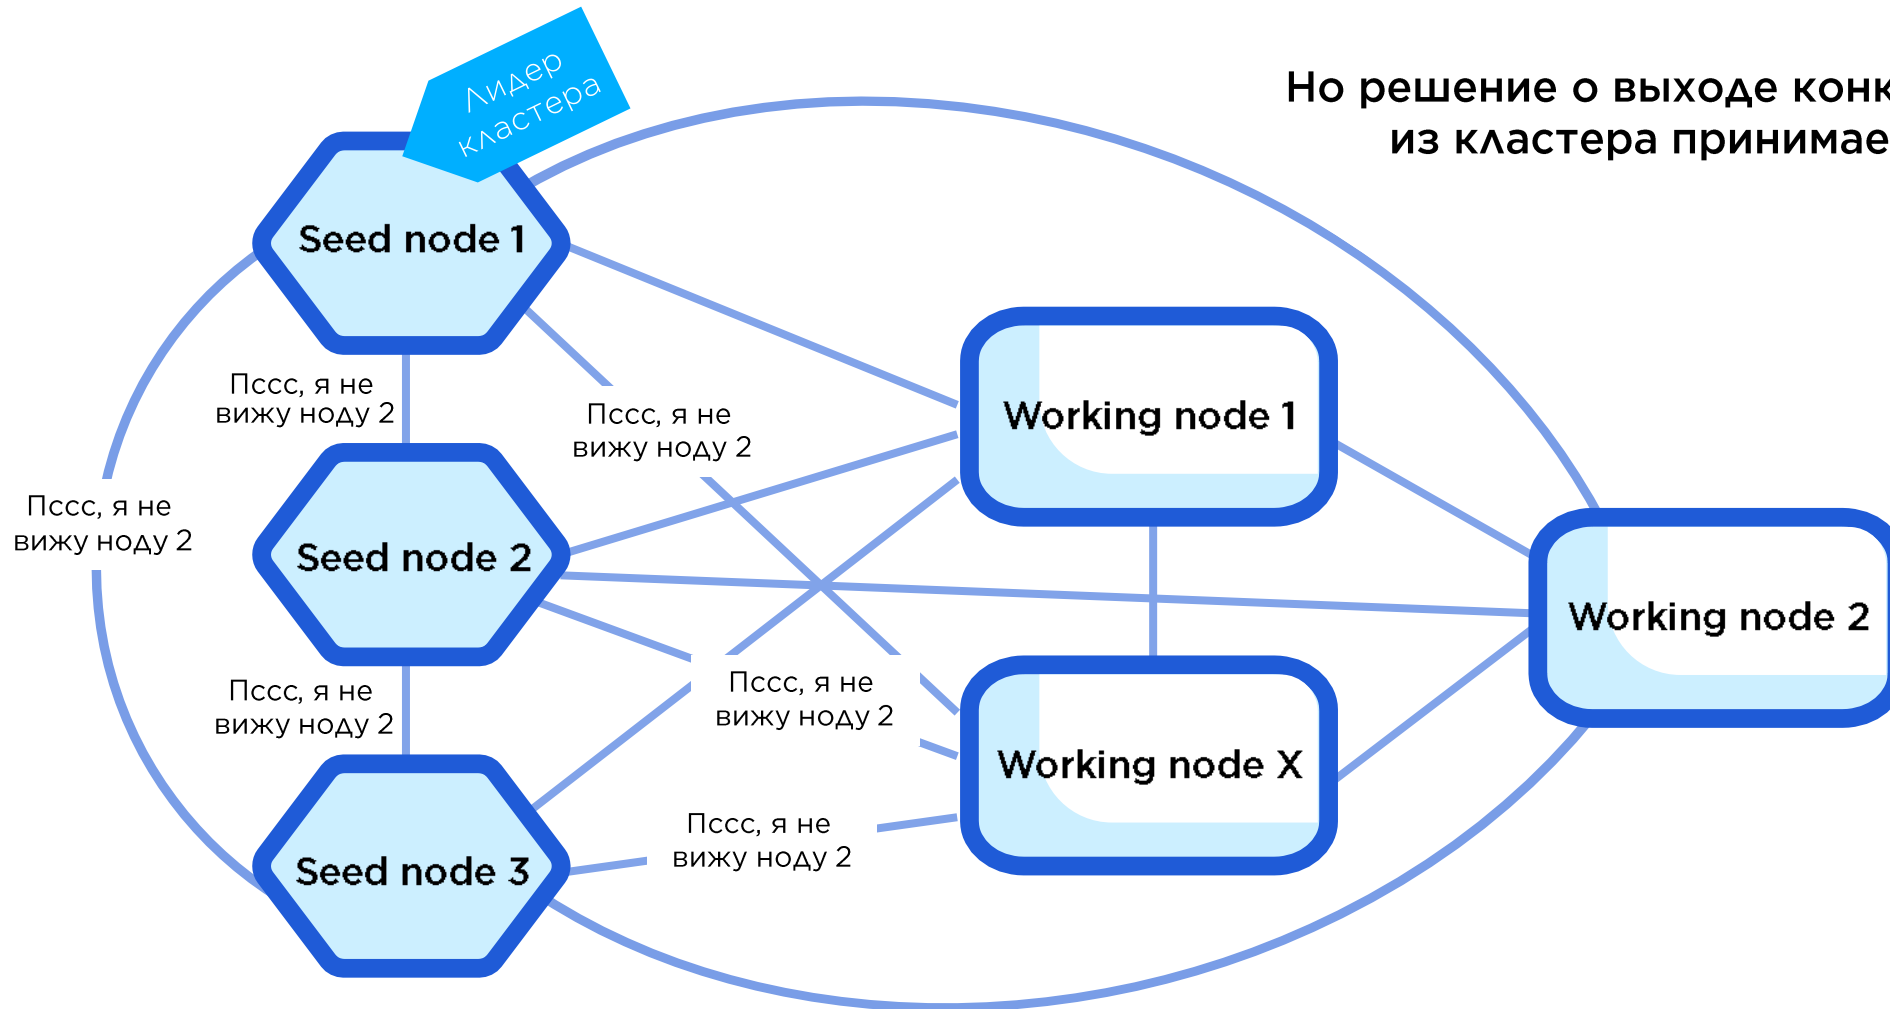 Лидер
кластера
Но решение о выходе
из кластера
Seed node 1
Пссс, я не
вижу ноду 2
Пссс, я не
вижу ноду 2
Working node 1
Пссс, я не
вижу ноду 2
Seed node 2
Working node 2
Пссс, я не
вижу ноду 2
Пссс, я не
вижу ноду 2
Working node X
Пссс, я не
вижу ноду 2
Seed node 3